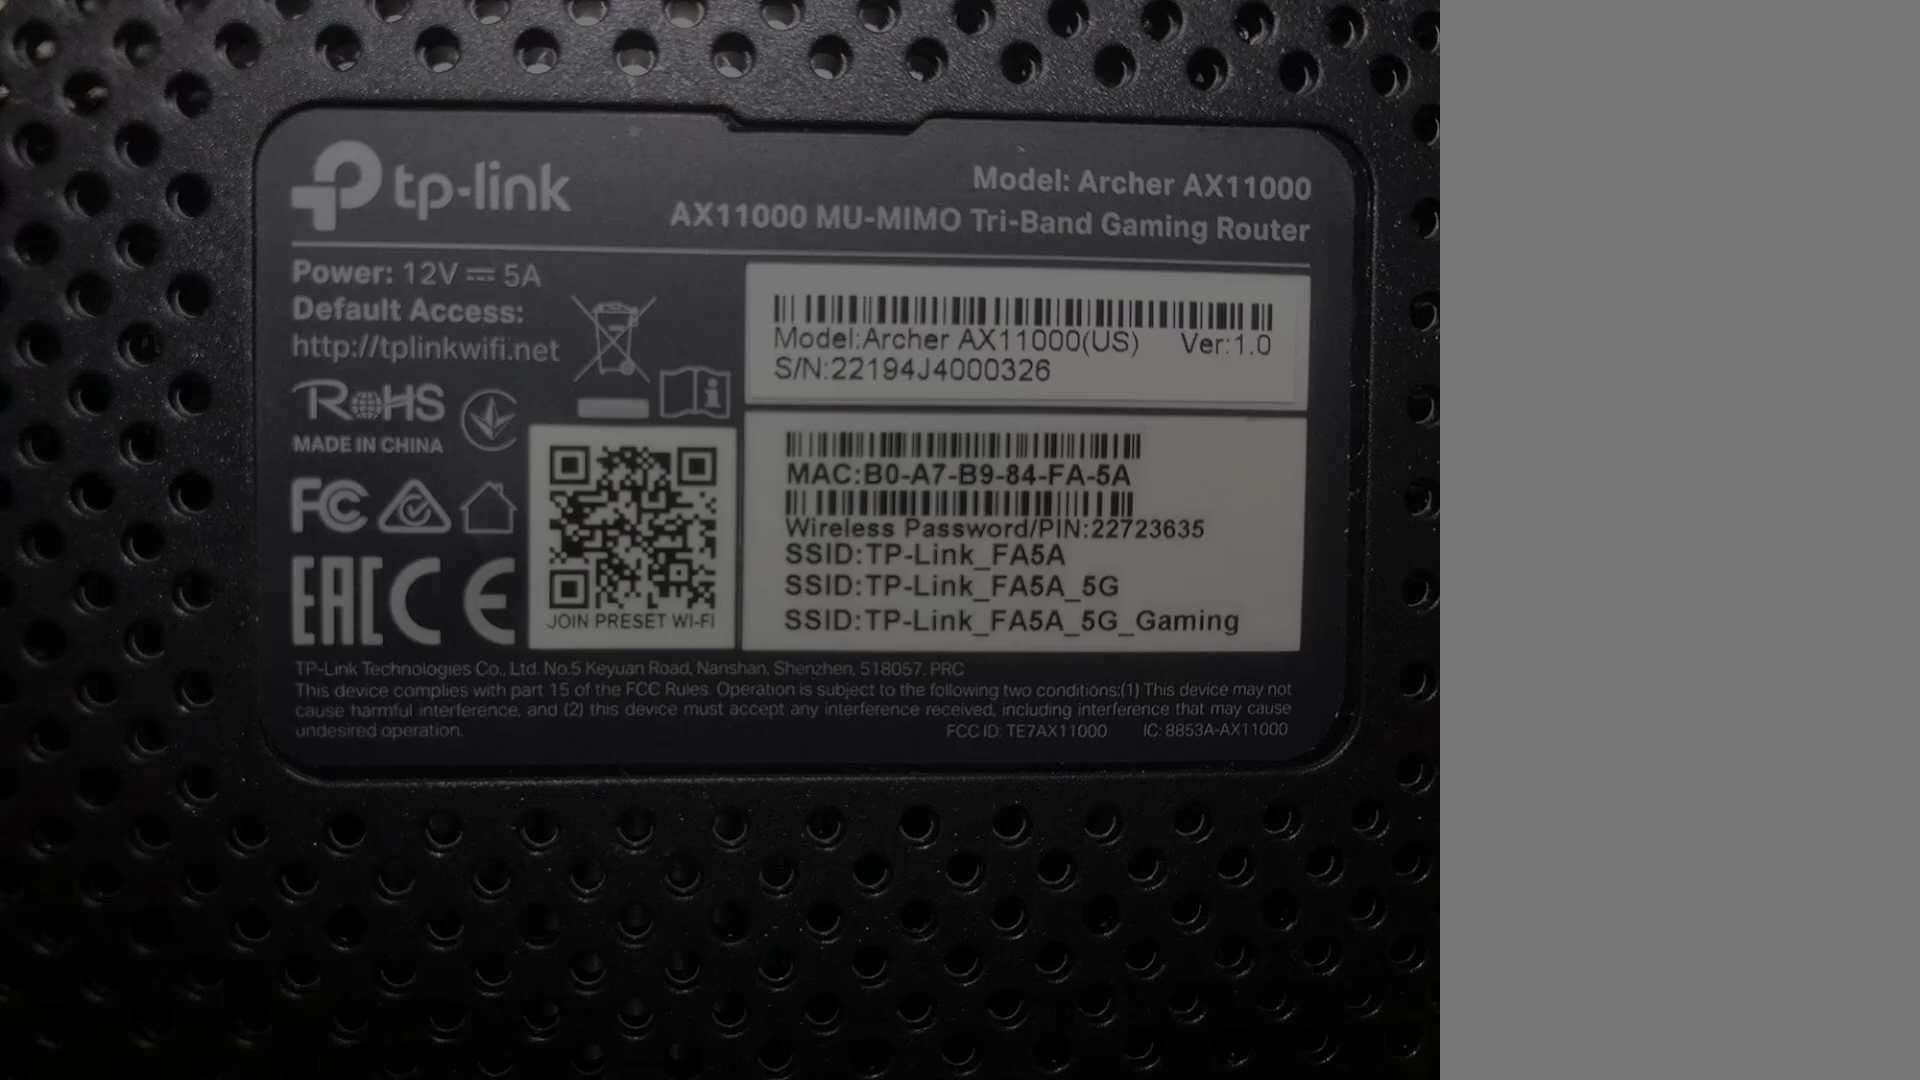 tp-link
Model: Archer AX11000
AX11000 MU-MIMO Tri-Band Gaming Router
Power: 12V ⎓ 5A
Default Access:
http://tplinkwifi.net
RoHS
MADE IN CHINA
FC
EAC CE
Model:Archer AX11000(US) Ver:1.0
S/N:22194J4000326
JOIN PRESET WI-FI
MAC:B0-A7-B9-84-FA-5A
Wireless Password/PIN:22723635
SSID:TP-Link_FA5A
SSID:TP-Link_FA5A_5G
SSID:TP-Link_FA5A_5G_Gaming
TP-Link Technologies Co., Ltd. No.5 Keyuan Road, Nanshan, Shenzhen, 518057, PRC
This device complies with part 15 of the FCC Rules. Operation is subject to the following two conditions:(1) This device may not
cause harmful interference, and (2) this device must accept any interference received, including interference that may cause
undesired operation.
FCC ID: TE7AX11000 IC: 8853A-AX11000